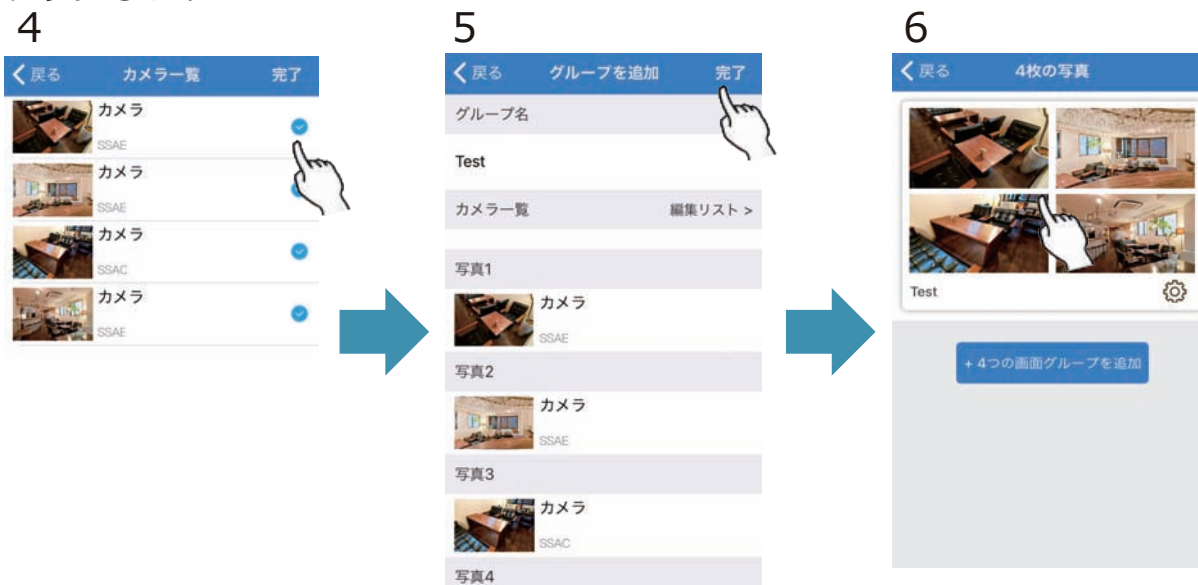 4
戻る カメラ一覧 完了
カメラ
SSAE
カメラ
SSAE
カメラ
SSAC
カメラ
SSAE
5
戻る グループを追加 完了
グループ名
Test
カメラ一覧 編集リスト >
写真1
カメラ
SSAE
写真2
カメラ
SSAE
写真3
カメラ
SSAC
写真4
6
戻る 4枚の写真
Test
+ 4つの画面グループを追加